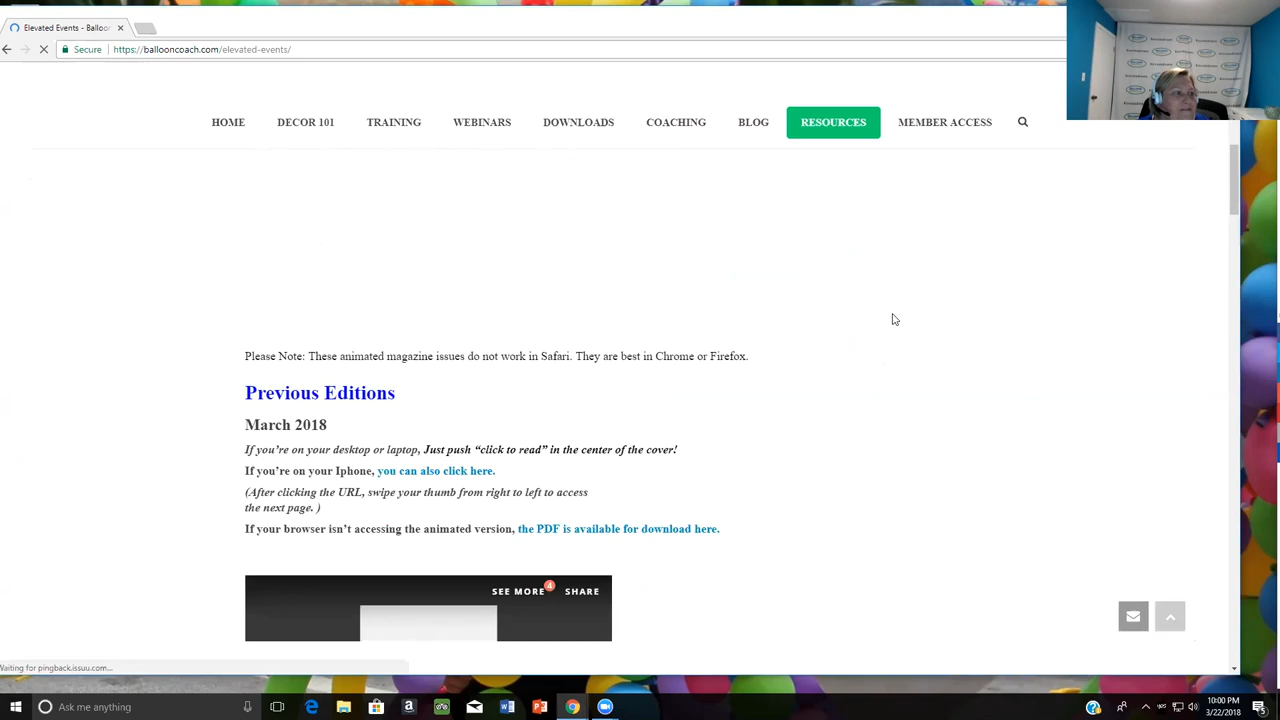 Elevated Events - Balloo
Secure
https://ballooncoach.com/elevated-events/
HOME
DECOR 101
TRAINING
WEBINARS
DOWNLOADS
COACHING
BLOG
RESOURCES
MEMBER ACCESS
Please Note: These animated magazine issues do not work in Safari. They are best in Chrome or Firefox.
Previous Editions
March 2018
If you're on your desktop or laptop, Just push “click to read” in the center of the cover!
If you're on your Iphone, you can also click here.
(After clicking the URL, swipe your thumb from right to left to access
the next page. )
If your browser isn't accessing the animated version, the PDF is available for download here.
SEE MORE 4
SHARE
Waiting for pingback.issuu.com...
Ask me anything
10:00 PM
3/22/2018
5